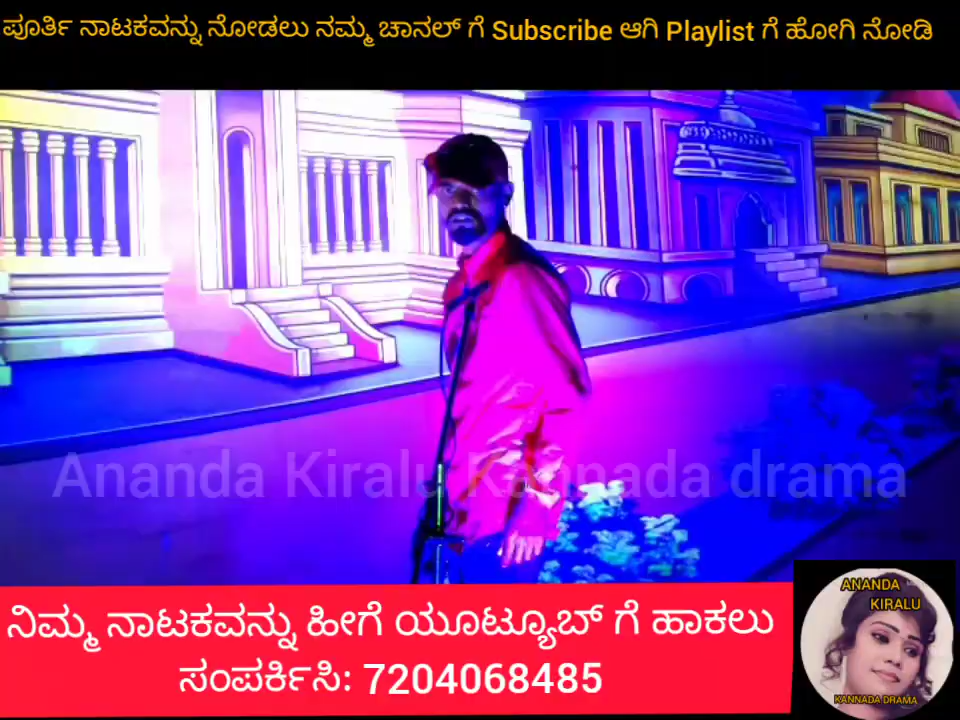 ಪೂರ್ತಿ ನಾಟಕವನ್ನು ನೋಡಲು ನಮ್ಮ ಚಾನಲ್ ಗೆ Subscribe ಆಗಿ Playlist ಗೆ ಹೋಗಿ ನೋಡಿ
Ananda Kiralu Kannada drama
ನಿಮ್ಮ ನಾಟಕವನ್ನು ಹೀಗೆ ಯೂಟ್ಯೂಬ್ ಗೆ ಹಾಕಲು
ಸಂಪರ್ಕಿಸಿ: 7204068485
ANANDA
KIRALU
KANNADA DRAMA